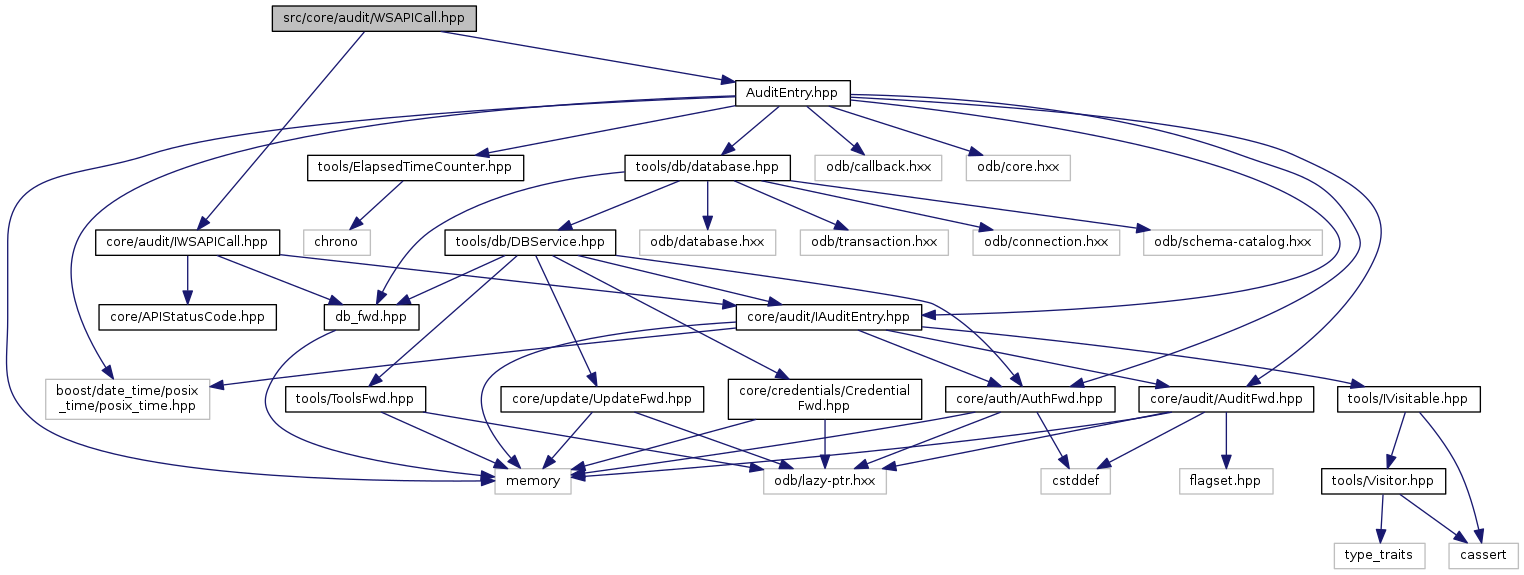 src/core/audit/WSAPICall.hpp
AuditEntry.hpp
tools/ElapsedTimeCounter.hpp
tools/db/database.hpp
odb/callback.hxx
odb/core.hxx
core/audit/IWSAPICall.hpp
chrono
tools/db/DBService.hpp
odb/database.hxx
odb/transaction.hxx
odb/connection.hxx
odb/schema-catalog.hxx
core/APIStatusCode.hpp
db_fwd.hpp
core/audit/IAuditEntry.hpp
boost/date_time/posix
_time/posix_time.hpp
tools/ToolsFwd.hpp
core/update/UpdateFwd.hpp
core/credentials/Credential
Fwd.hpp
core/auth/AuthFwd.hpp
core/audit/AuditFwd.hpp
tools/IVisitable.hpp
memory
odb/lazy-ptr.hxx
cstddef
flagset.hpp
tools/Visitor.hpp
type_traits
cassert